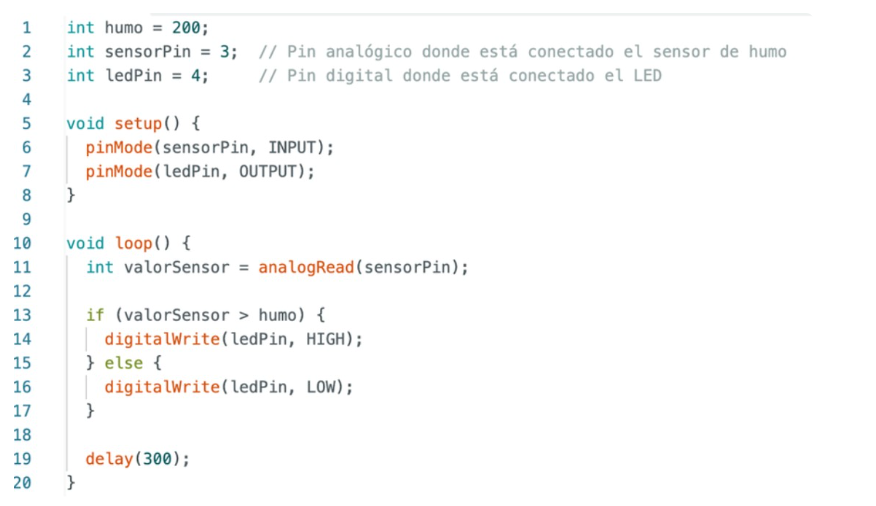 1 int humo = 200;
2 int sensorPin = 3;  // Pin analógico donde está conectado el sensor de humo
3 int ledPin = 4;     // Pin digital donde está conectado el LED
4
5 void setup() {
6   pinMode(sensorPin, INPUT);
7   pinMode(ledPin, OUTPUT);
8 }
9
10 void loop() {
11   int valorSensor = analogRead(sensorPin);
12
13   if (valorSensor > humo) {
14     digitalWrite(ledPin, HIGH);
15   } else {
16     digitalWrite(ledPin, LOW);
17   }
18
19   delay(300);
20 }